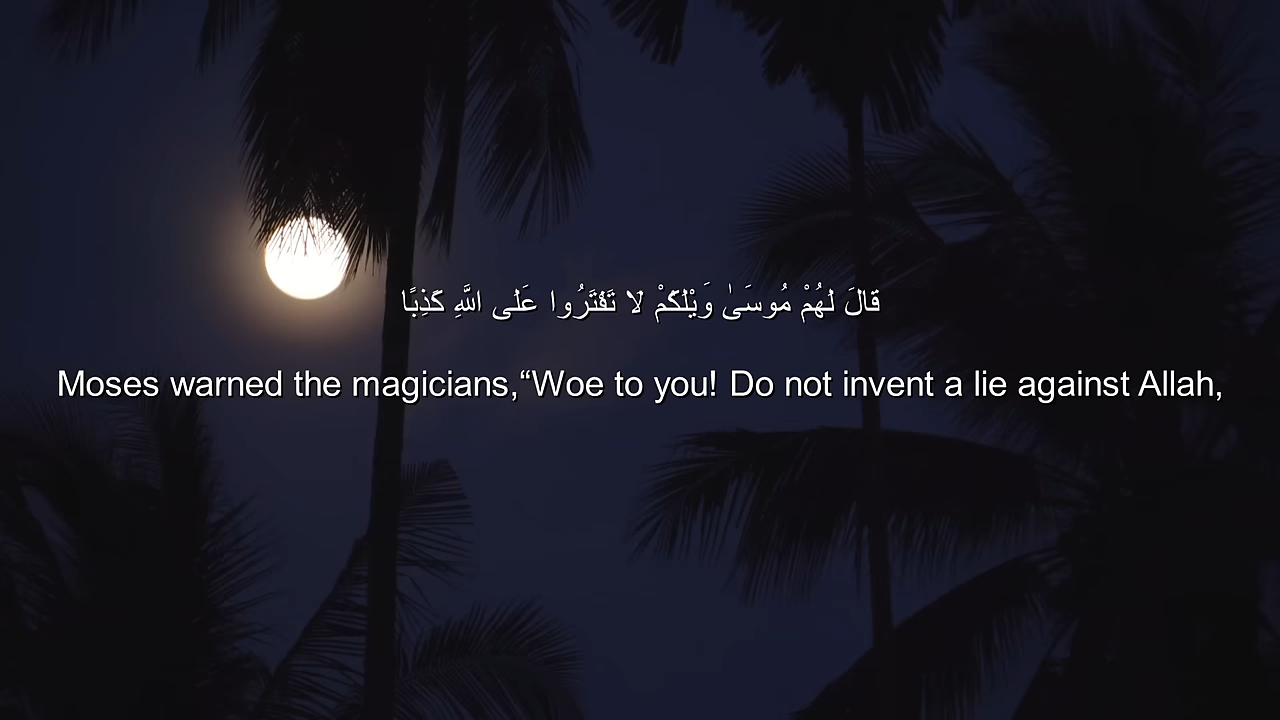 قَالَ لَهُمْ مُوسَىٰ وَيْلَكُمْ لَا تَفْتَرُوا عَلَى اللَّهِ كَذِبًا
Moses warned the magicians,“Woe to you! Do not invent a lie against Allah,